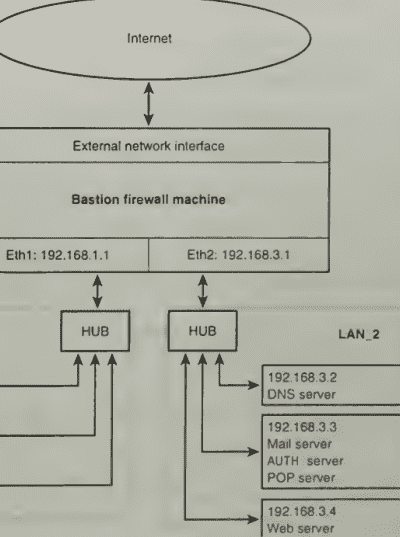 Internet
External network interface
Bastion firewall machine
Eth1: 192.168.1.1
Eth2: 192.168.3.1
HUB
HUB
LAN_2
192.168.3.2
DNS server
192.168.3.3
Mail server
AUTH server
POP server
192.168.3.4
Web server